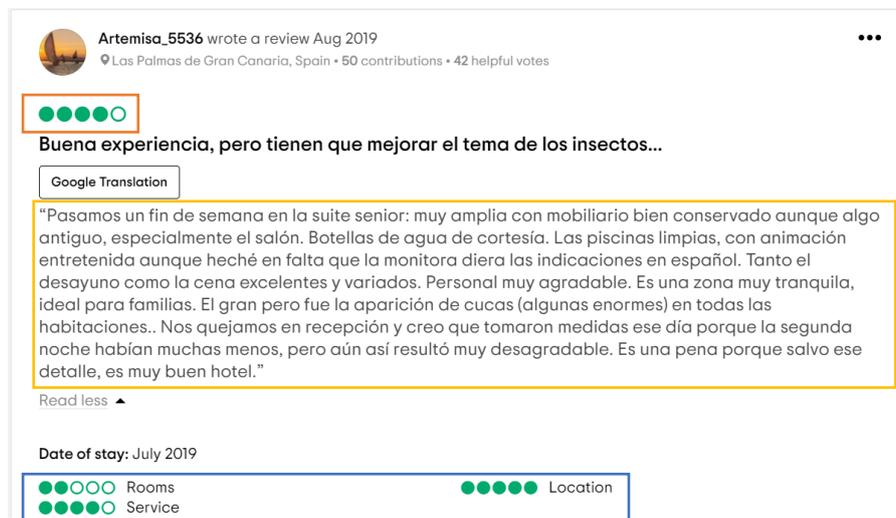 Artemisa_5536 wrote a review Aug 2019
Las Palmas de Gran Canaria, Spain • 50 contributions • 42 helpful votes
Buena experiencia, pero tienen que mejorar el tema de los insectos...
Google Translation
“Pasamos un fin de semana en la suite senior: muy amplia con mobiliario bien conservado aunque algo
antiguo, especialmente el salón. Botellas de agua de cortesía. Las piscinas limpias, con animación
entretenida aunque heché en falta que la monitora diera las indicaciones en español. Tanto el
desayuno como la cena excelentes y variados. Personal muy agradable. Es una zona muy tranquila,
ideal para familias. El gran pero fue la aparición de cucas (algunas enormes) en todas las
habitaciones.. Nos quejamos en recepción y creo que tomaron medidas ese día porque la segunda
noche habían muchas menos, pero aún así resultó muy desagradable. Es una pena porque salvo ese
detalle, es muy buen hotel.”
Read less
Date of stay: July 2019
Rooms Location
Service